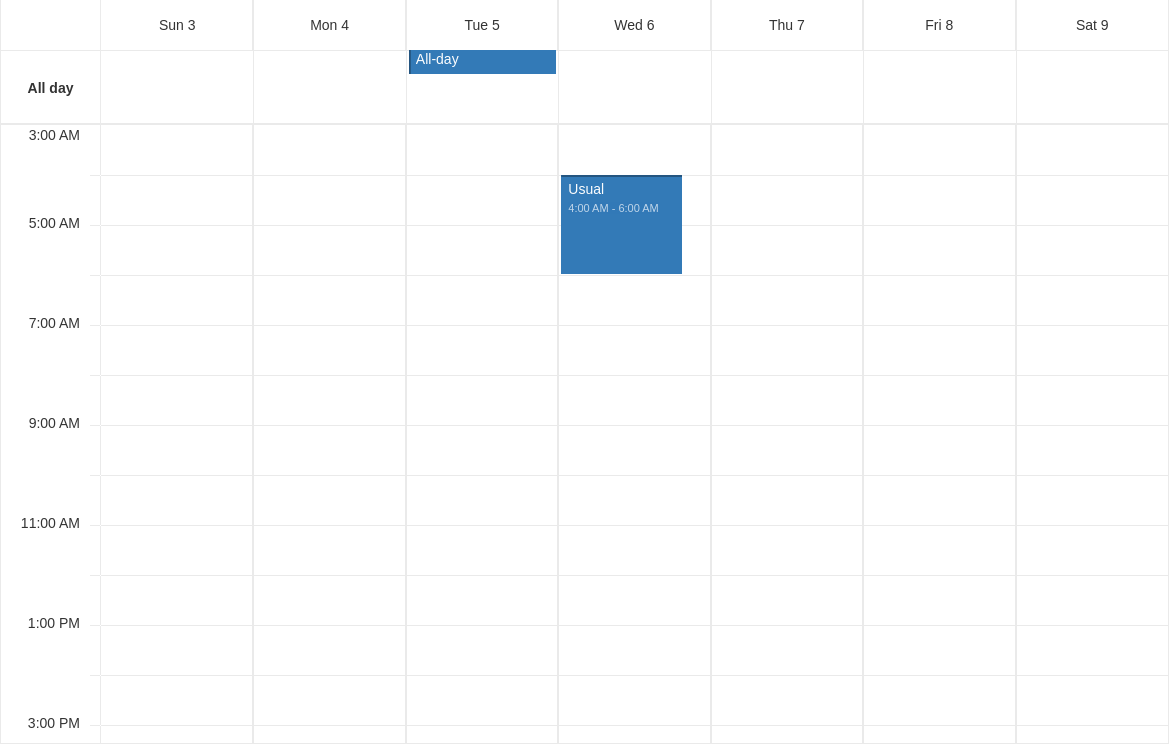 Sun 3
Mon 4
Tue 5
Wed 6
Thu 7
Fri 8
Sat 9
All day
All-day
3:00 AM
Usual
4:00 AM - 6:00 AM
5:00 AM
7:00 AM
9:00 AM
11:00 AM
1:00 PM
3:00 PM